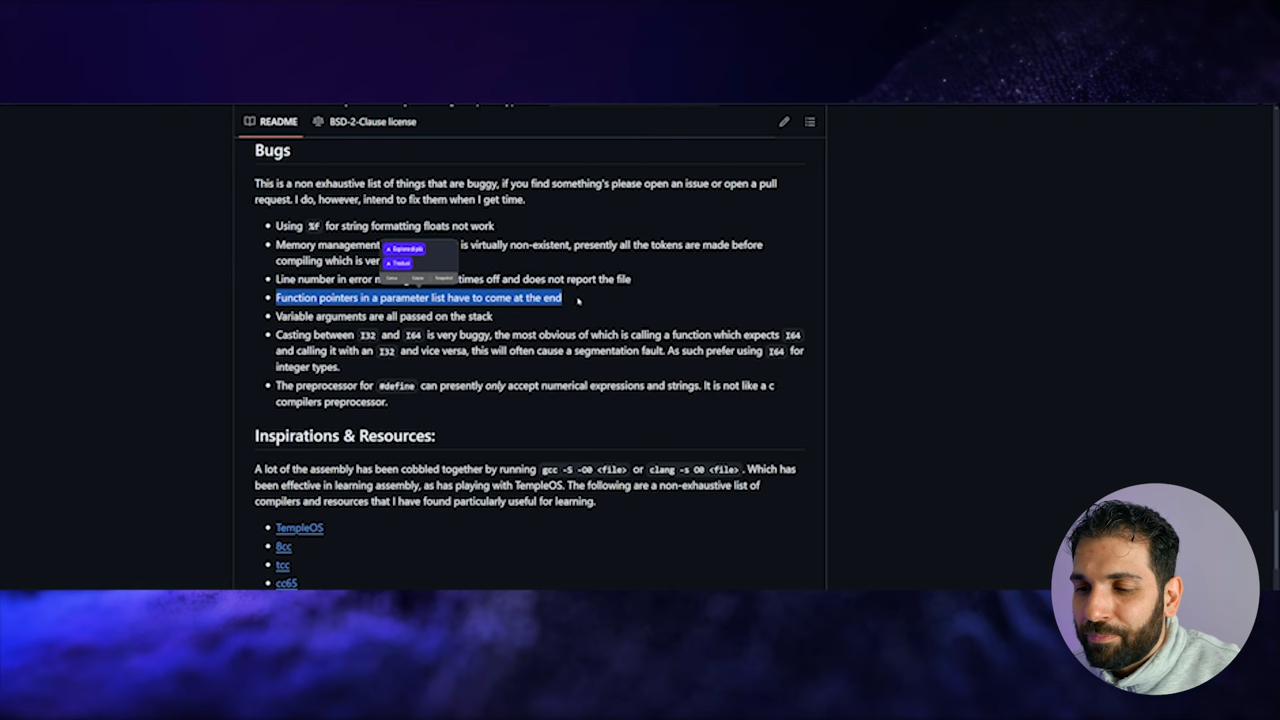 README BSD-2-Clause license
Bugs
This is a non exhaustive list of things that are buggy, if you find something's please open an issue or open a pull
request. I do, however, intend to fix them when I get time.
Using %f for string formatting floats not work
Memory management is virtually non-existent, presently all the tokens are made before
compiling which is ver
Line number in error times off and does not report the file
Function pointers in a parameter list have to come at the end
Variable arguments are all passed on the stack
Casting between I32 and I64 is very buggy, the most obvious of which is calling a function which expects I64
and calling it with an I32 and vice versa, this will often cause a segmentation fault. As such prefer using I64 for
integer types.
The preprocessor for #define can presently only accept numerical expressions and strings. It is not like a c
compilers preprocessor.
Inspirations & Resources:
A lot of the assembly has been cobbled together by running gcc -S -O0 <file> or clang -s O0 <file>. Which has
been effective in learning assembly, as has playing with TempleOS. The following are a non-exhaustive list of
compilers and resources that I have found particularly useful for learning.
TempleOS
8cc
tcc
cc65